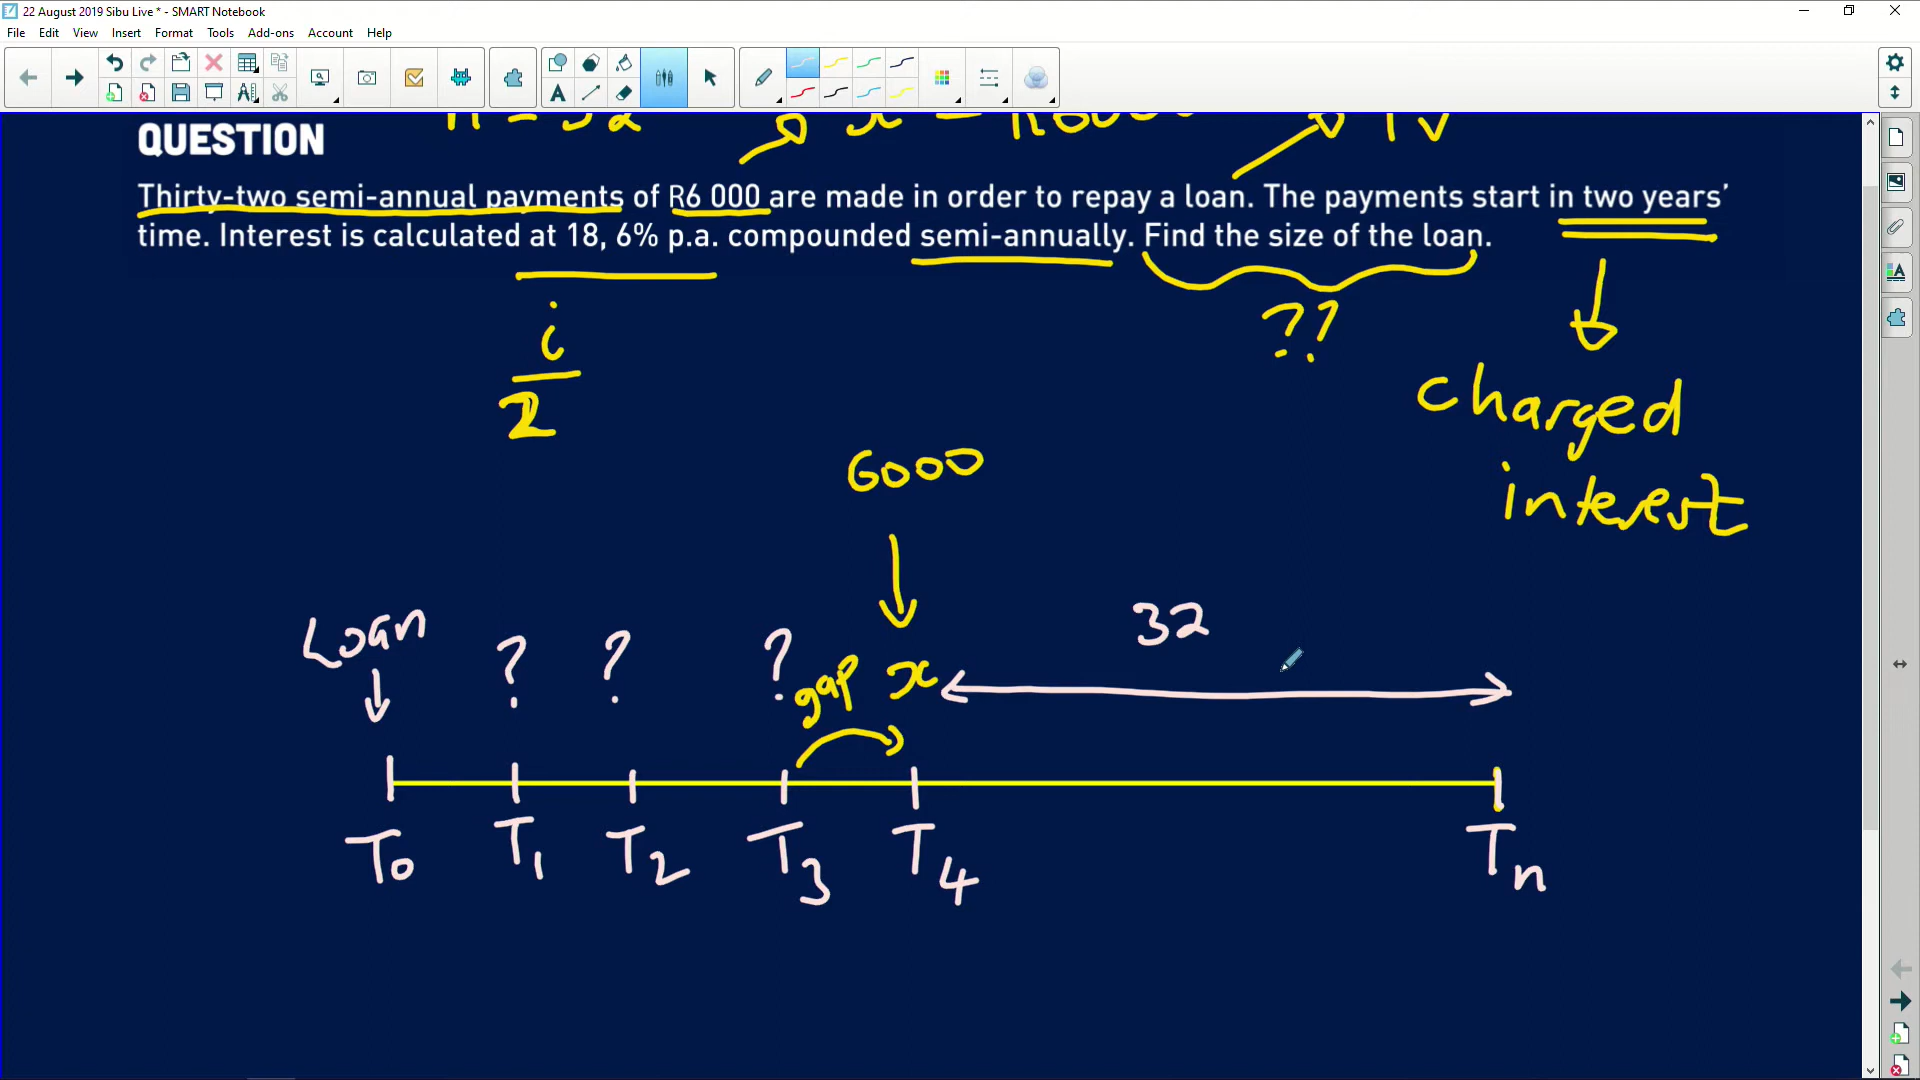 22 August 2019 Sibu Live * - SMART Notebook
File Edit View Insert Format Tools Add-ons Account Help
QUESTION
Thirty-two semi-annual payments of R6 000 are made in order to repay a loan. The payments start in two years’
time. Interest is calculated at 18, 6% p.a. compounded semi-annually. Find the size of the loan.
i
2
??
charged
interest
6000
Loan
?
?
?
gap
x
32
T0 T1 T2 T3 T4 Tn